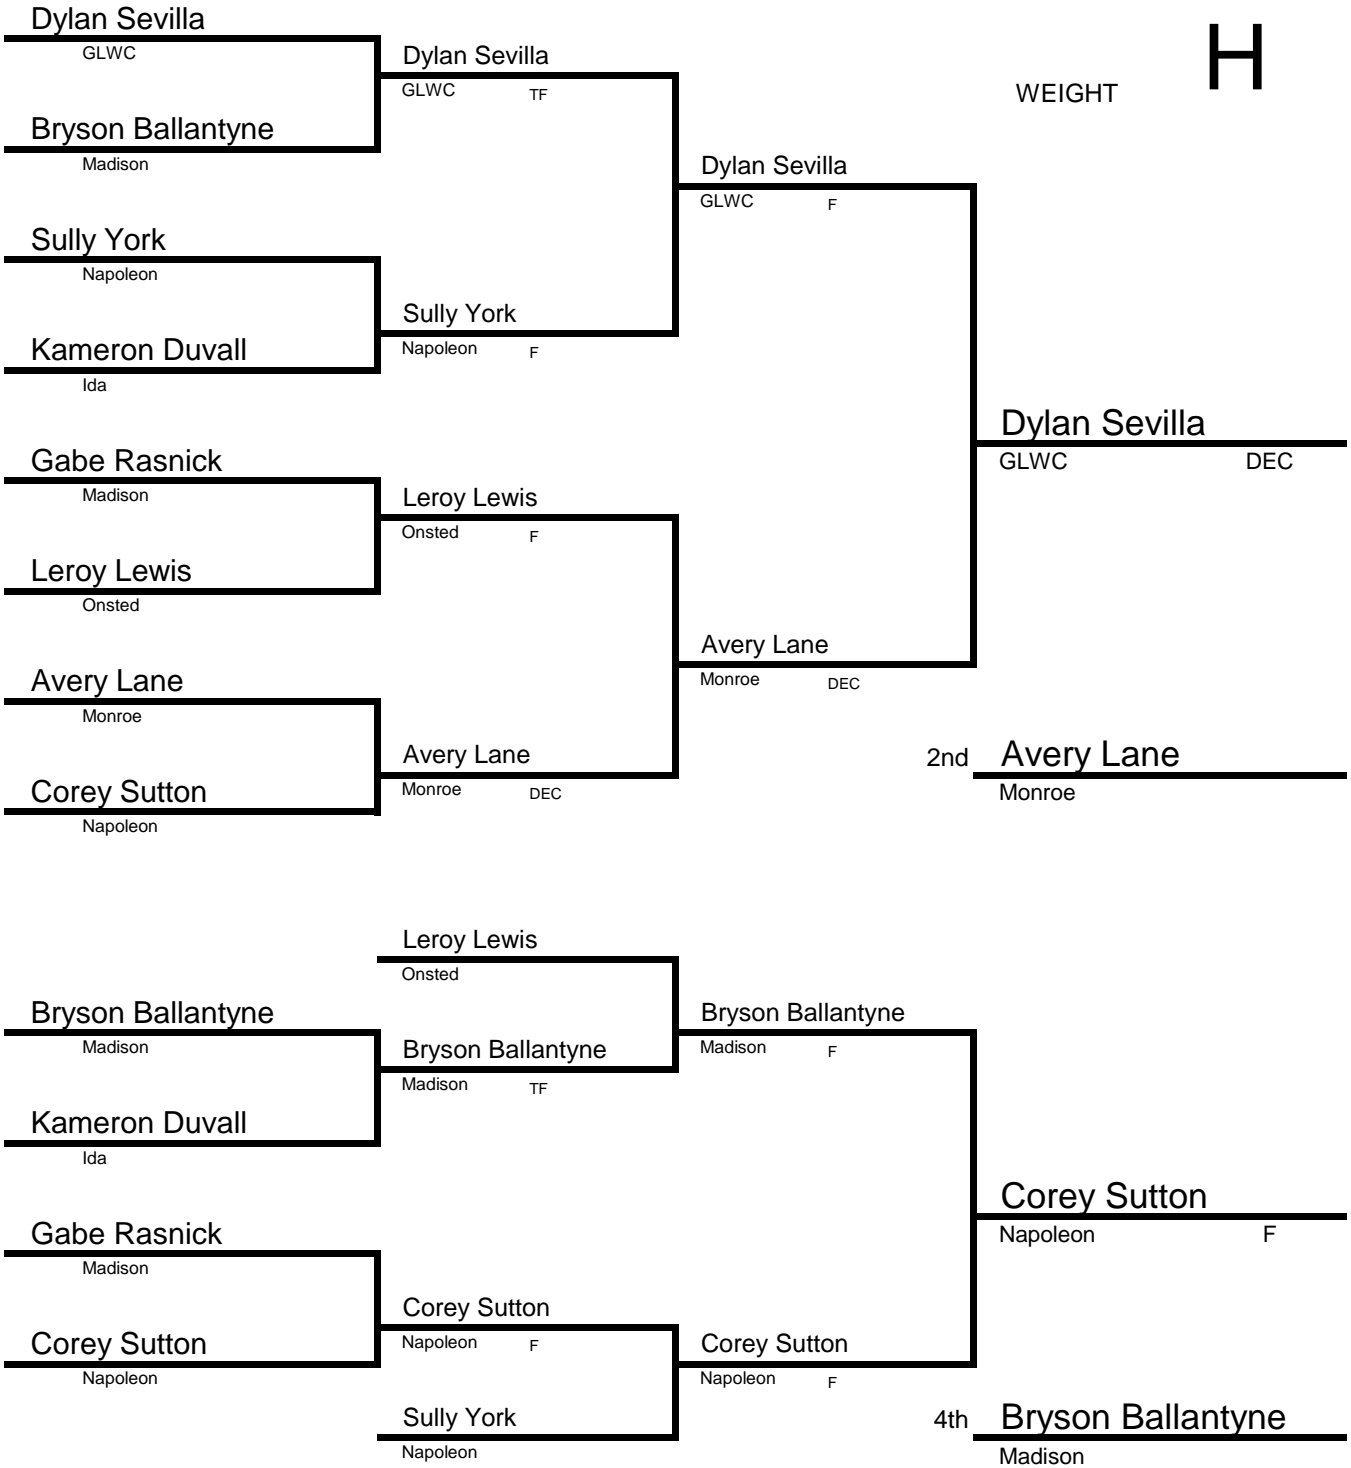 Dylan Sevilla
GLWC
Dylan Sevilla
GLWC TF
WEIGHT H
Bryson Ballantyne
Madison
Dylan Sevilla
GLWC F
Sully York
Napoleon
Sully York
Napoleon F
Kameron Duvall
Ida
Dylan Sevilla
GLWC DEC
Gabe Rasnick
Madison
Leroy Lewis
Onsted F
Leroy Lewis
Onsted
Avery Lane
Monroe DEC
Avery Lane
Monroe
Avery Lane
Monroe DEC
2nd Avery Lane
Monroe
Corey Sutton
Napoleon
Leroy Lewis
Onsted
Bryson Ballantyne
Madison
Bryson Ballantyne
Madison F
Bryson Ballantyne
Madison TF
Kameron Duvall
Ida
Corey Sutton
Napoleon F
Gabe Rasnick
Madison
Corey Sutton
Napoleon F
Corey Sutton
Napoleon
Corey Sutton
Napoleon F
Sully York
Napoleon
4th Bryson Ballantyne
Madison